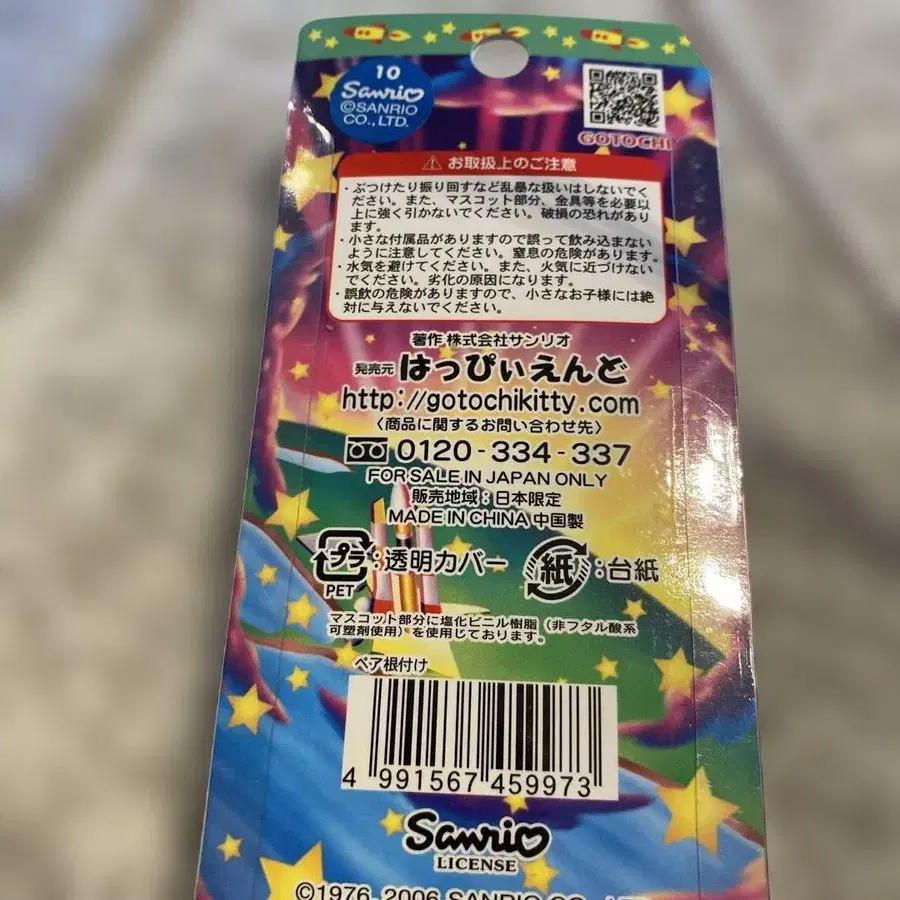 10
Sanrio
©SANRIO
CO.,LTD.
GOTOCHI
⚠ お取扱上のご注意
・ぶつけたり振り回すなど乱暴な扱いはしないでく
ださい。また、マスコット部分、金具等を必要以
上に強く引かないでください。破損の恐れがあり
ます。
・小さな付属品がありますので誤って飲み込まない
ように注意してください。窒息の危険があります。
・水気を避けてください。また、火気に近づけない
でください。劣化の原因になります。
・誤飲の危険がありますので、小さなお子様には絶
対に与えないでください。
著作 株式会社サンリオ
発売元 はっぴぃえんど
http://gotochikitty.com
〈商品に関するお問い合わせ先〉
0120-334-337
FOR SALE IN JAPAN ONLY
販売地域：日本限定
MADE IN CHINA 中国製
プラ：透明カバー 紙：台紙
PET
マスコット部分に塩化ビニル樹脂（非フタル酸系
可塑剤使用）を使用しております。
ペア根付け
4 991567 459973
Sanrio
LICENSE
©1976, 2006 SANRIO CO.,